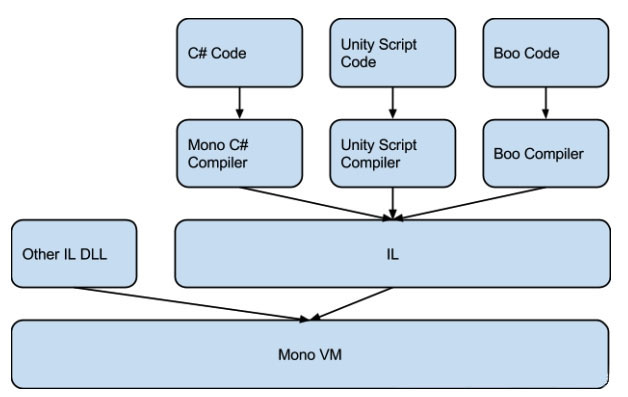 C# Code
Unity Script
Code
Boo Code
Mono C#
Compiler
Unity Script
Compiler
Boo Compiler
Other IL DLL
IL
Mono VM